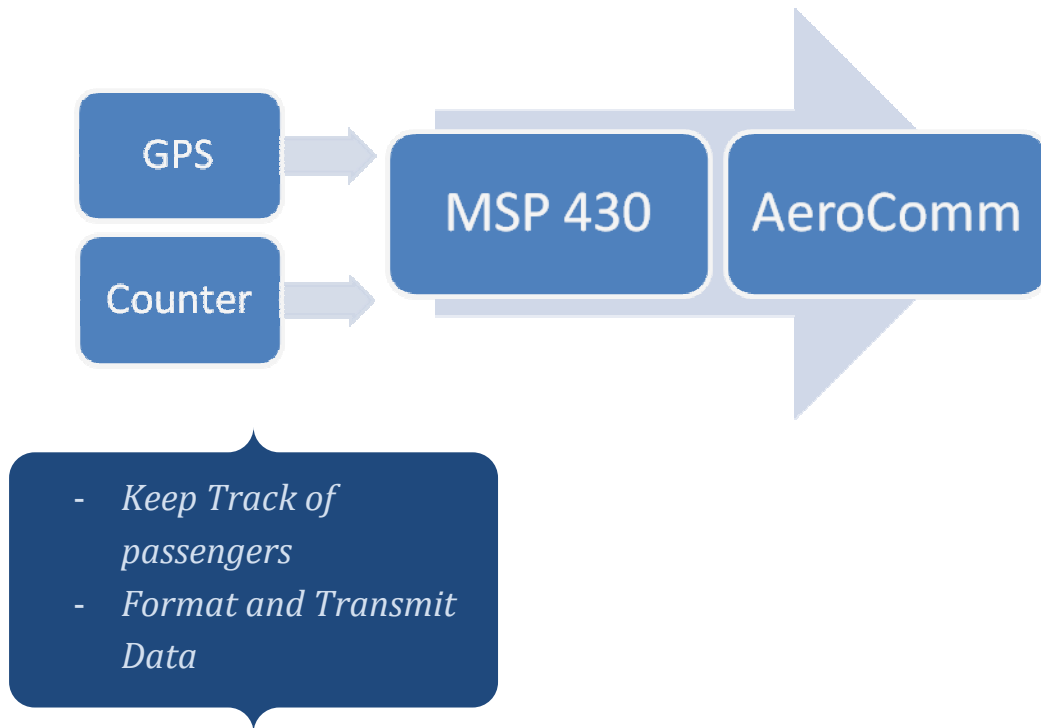 GPS
MSP 430
AeroComm
Counter
- Keep Track of
passengers
- Format and Transmit
Data